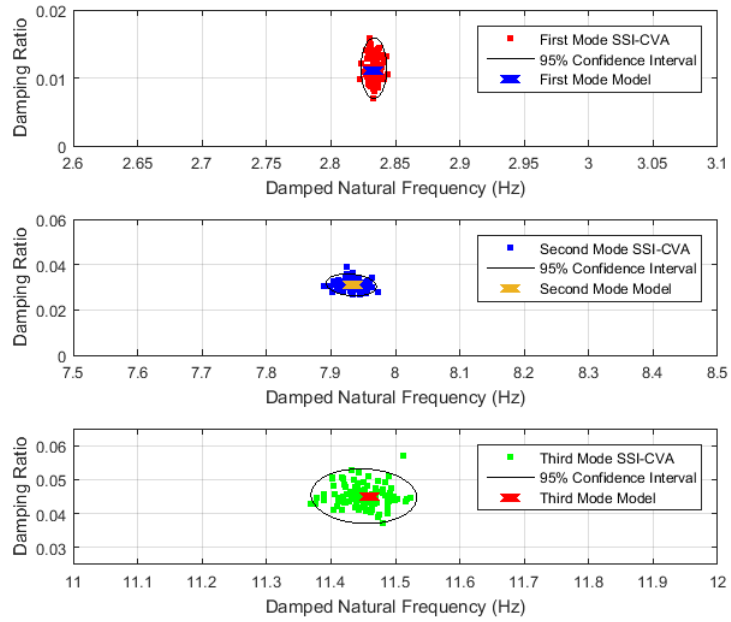 0.02
0.01
0
Damping Ratio
First Mode SSI-CVA
95% Confidence Interval
First Mode Model
2.6 2.65 2.7 2.75 2.8 2.85 2.9 2.95 3 3.05 3.1
Damped Natural Frequency (Hz)
0.06
0.04
0.02
0
Damping Ratio
Second Mode SSI-CVA
95% Confidence Interval
Second Mode Model
7.5 7.6 7.7 7.8 7.9 8 8.1 8.2 8.3 8.4 8.5
Damped Natural Frequency (Hz)
0.06
0.05
0.04
0.03
Damping Ratio
Third Mode SSI-CVA
95% Confidence Interval
Third Mode Model
11 11.1 11.2 11.3 11.4 11.5 11.6 11.7 11.8 11.9 12
Damped Natural Frequency (Hz)